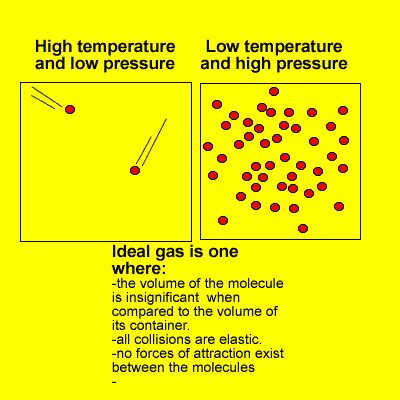 High temperature
and low pressure
Low temperature
and high pressure
Ideal gas is one
where:
-the volume of the molecule
is insignificant when
compared to the volume of
its container.
-all collisions are elastic.
-no forces of attraction exist
between the molecules
-